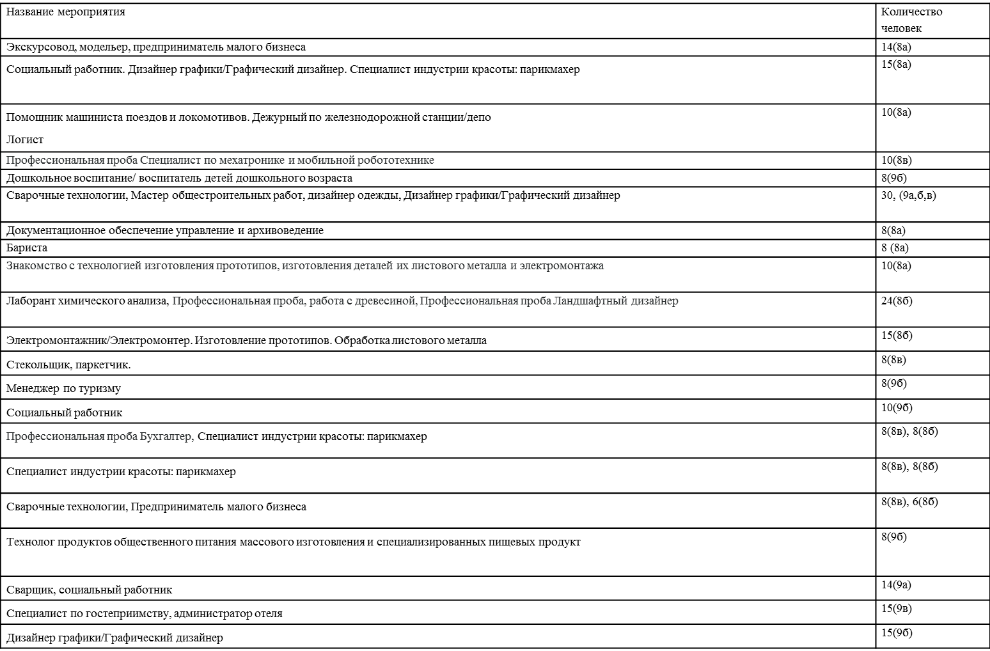 Название мероприятия
Количество
человек
Экскурсовод, модельер, предприниматель малого бизнеса
14(8а)
Социальный работник. Дизайнер графики/Графический дизайнер. Специалист индустрии красоты: парикмахер
15(8а)
Помощник машиниста поездов и локомотивов. Дежурный по железнодорожной станции/депо
Логист
10(8а)
Профессиональная проба Специалист по мехатронике и мобильной робототехнике
10(8в)
Дошкольное воспитание/ воспитатель детей дошкольного возраста
8(9б)
Сварочные технологии, Мастер общестроительных работ, дизайнер одежды, Дизайнер графики/Графический дизайнер
30, (9а,б,в)
Документационное обеспечение управление и архивоведение
8(8а)
Бариста
8 (8а)
Знакомство с технологией изготовления прототипов, изготовления деталей их листового металла и электромонтажа
10(8а)
Лаборант химического анализа, Профессиональная проба, работа с древесиной, Профессиональная проба Ландшафтный дизайнер
24(8б)
Электромонтажник/Электромонтер. Изготовление прототипов. Обработка листового металла
15(8б)
Стекольщик, паркетчик.
8(8в)
Менеджер по туризму
8(9б)
Социальный работник
10(9б)
Профессиональная проба Бухгалтер, Специалист индустрии красоты: парикмахер
8(8в), 8(8б)
Специалист индустрии красоты: парикмахер
8(8в), 8(8б)
Сварочные технологии, Предприниматель малого бизнеса
8(8в), 6(8б)
Технолог продуктов общественного питания массового изготовления и специализированных пищевых продукт
8(9б)
Сварщик, социальный работник
14(9а)
Специалист по гостеприимству, администратор отеля
15(9в)
Дизайнер графики/Графический дизайнер
15(9б)